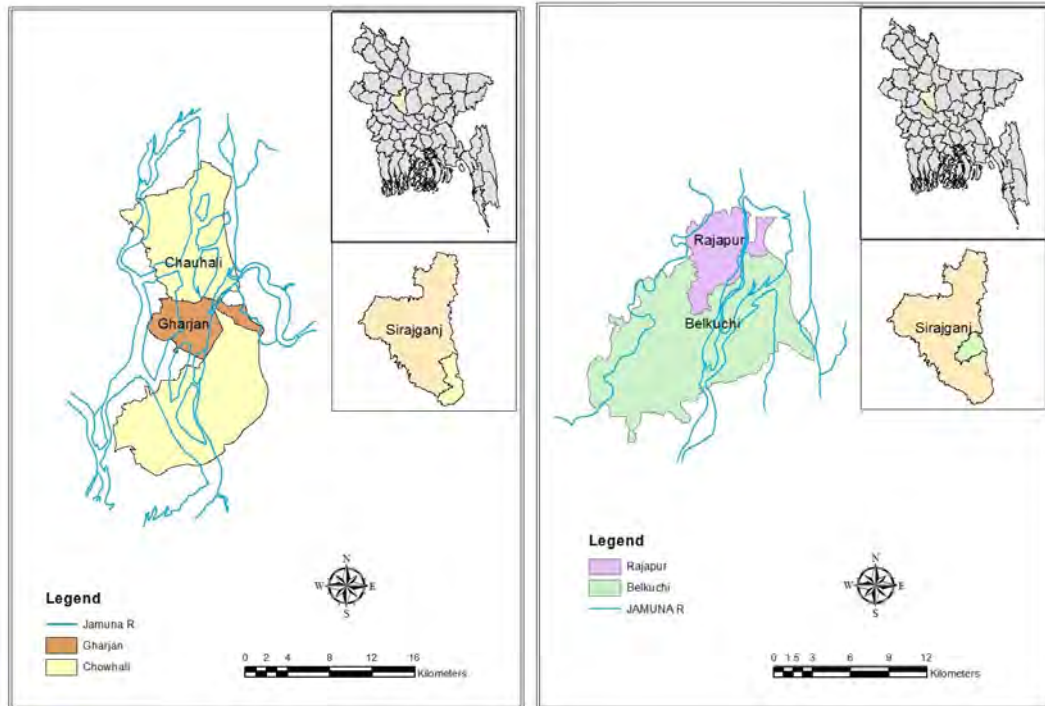 Chauhali
Gharjan
Sirajganj
Legend
Jamuna R
Gharjan
Chowhali
N
W E
S
0 2 4 8 12 16
Kilometers
Rajapur
Belkuchi
Sirajganj
Legend
Rajapur
Belkuchi
JAMUNA R
N
W E
S
0 1.5 3 6 9 12
Kilometers